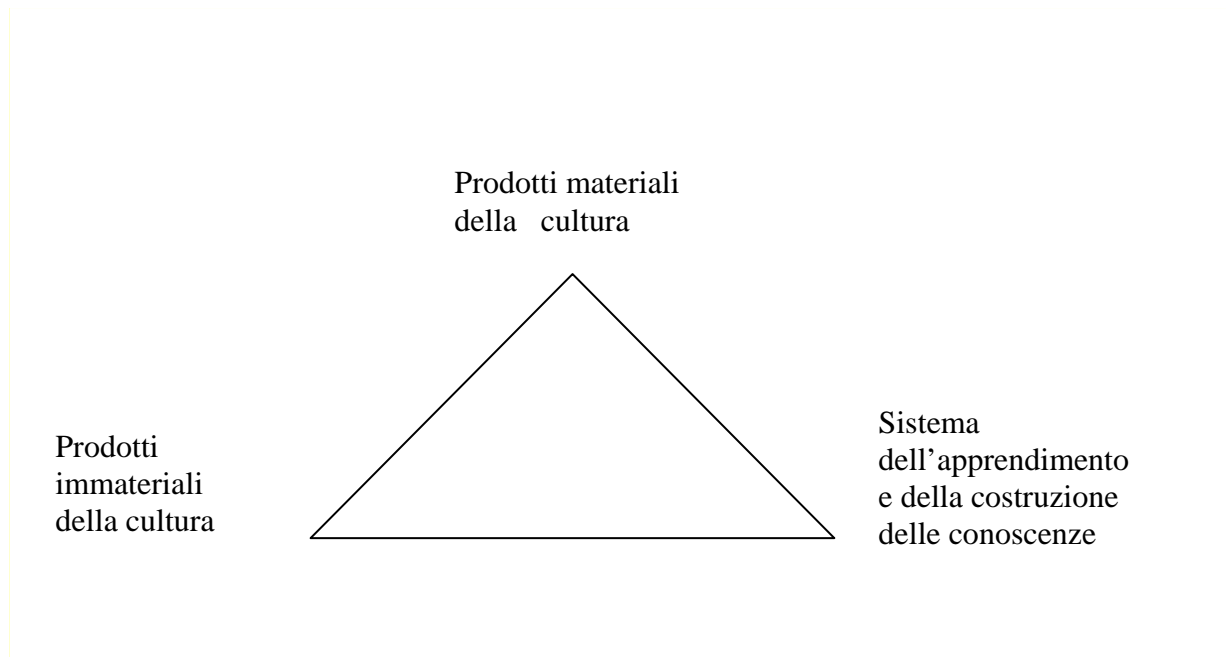 Prodotti materiali
della cultura
Prodotti
immateriali
della cultura
Sistema
dell’apprendimento
e della costruzione
delle conoscenze